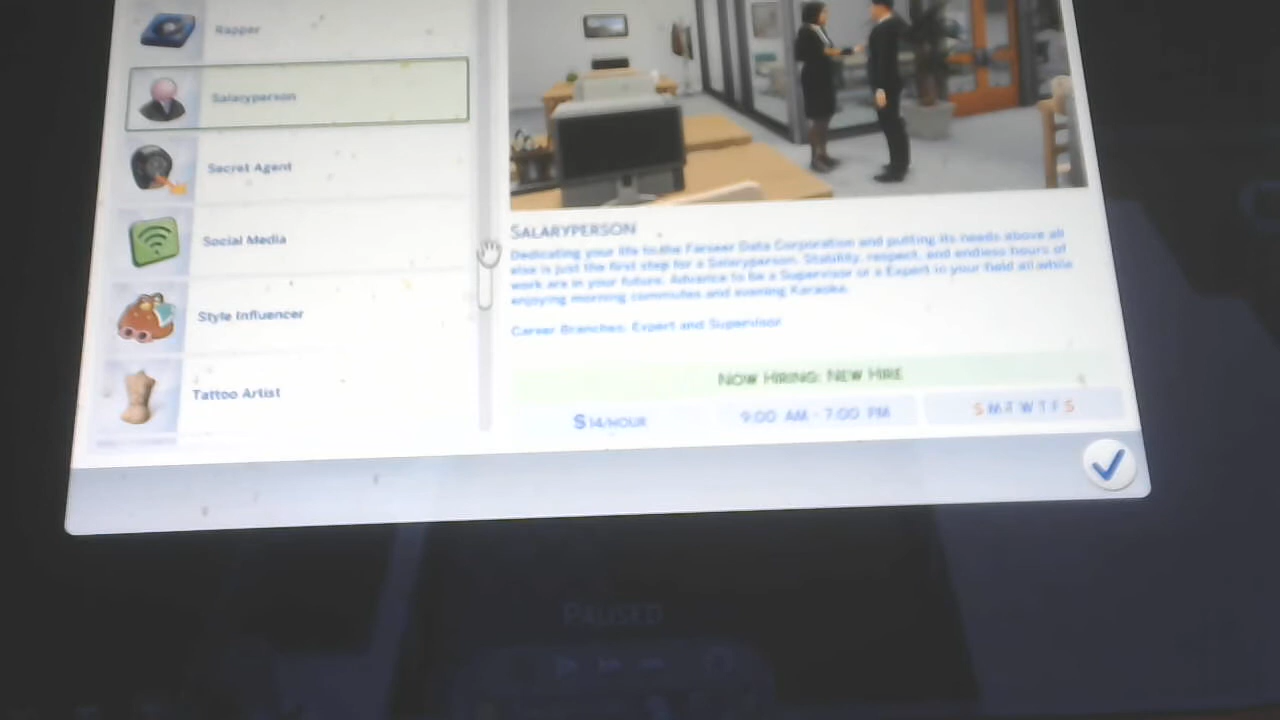 Rapper
Salaryperson
Secret Agent
Social Media
Style Influencer
Tattoo Artist
SALARYPERSON
Dedicating your life to the Farseer Data Corporation and putting its needs above all
else is just the first step for a Salaryperson. Stability, respect, and endless hours of
work are in your future. Advance to be a Supervisor or a Expert in your field all while
enjoying morning commutes and evening Karaoke.
Career Branches: Expert and Supervisor
NOW HIRING: NEW HIRE
$14/HOUR
9:00 AM - 7:00 PM
S M T W T F S
PAUSED